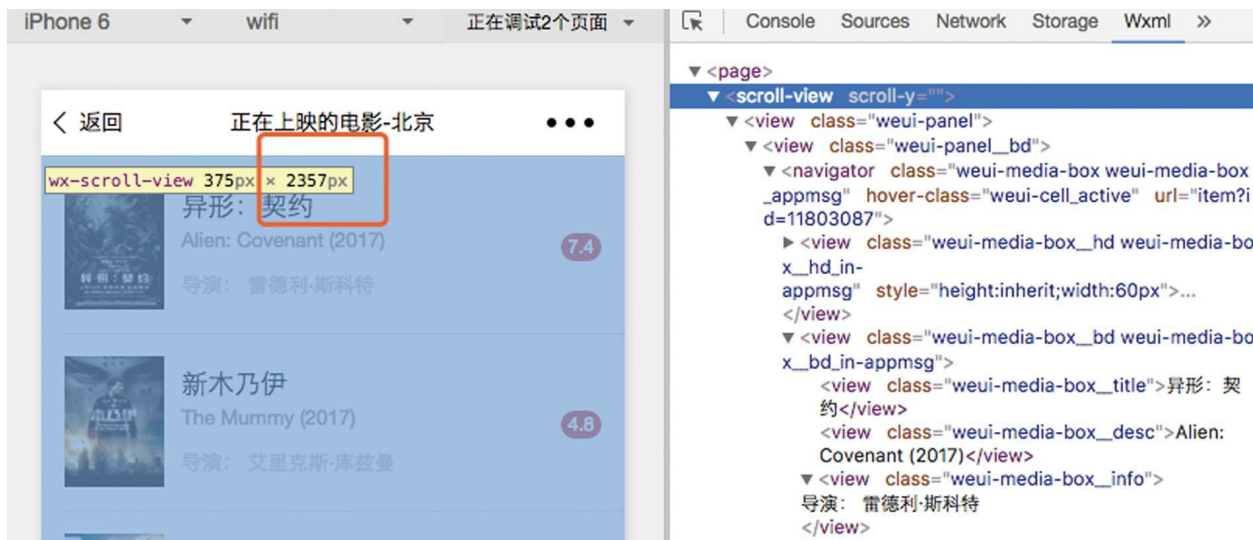 iPhone 6
wifi
正在调试2个页面
Console Sources Network Storage Wxml »
返回
正在上映的电影-北京
wx-scroll-view 375px × 2357px
异形：契约
Alien: Covenant (2017)
7.4
导演： 雷德利·斯科特
异形：契约
新木乃伊
The Mummy (2017)
4.8
导演： 艾里克斯·库兹曼
▼<page>
▼<scroll-view scroll-y="">
▼<view class="weui-panel">
▼<view class="weui-panel__bd">
▼<navigator class="weui-media-box weui-media-box
_appmsg" hover-class="weui-cell_active" url="item?i
d=11803087">
▶<view class="weui-media-box__hd weui-media-bo
x__hd_in-
appmsg" style="height:inherit;width:60px">...
</view>
▼<view class="weui-media-box__bd weui-media-bo
x__bd_in-appmsg">
<view class="weui-media-box__title">异形：契
约</view>
<view class="weui-media-box__desc">Alien:
Covenant (2017)</view>
▼<view class="weui-media-box__info">
导演： 雷德利·斯科特
</view>